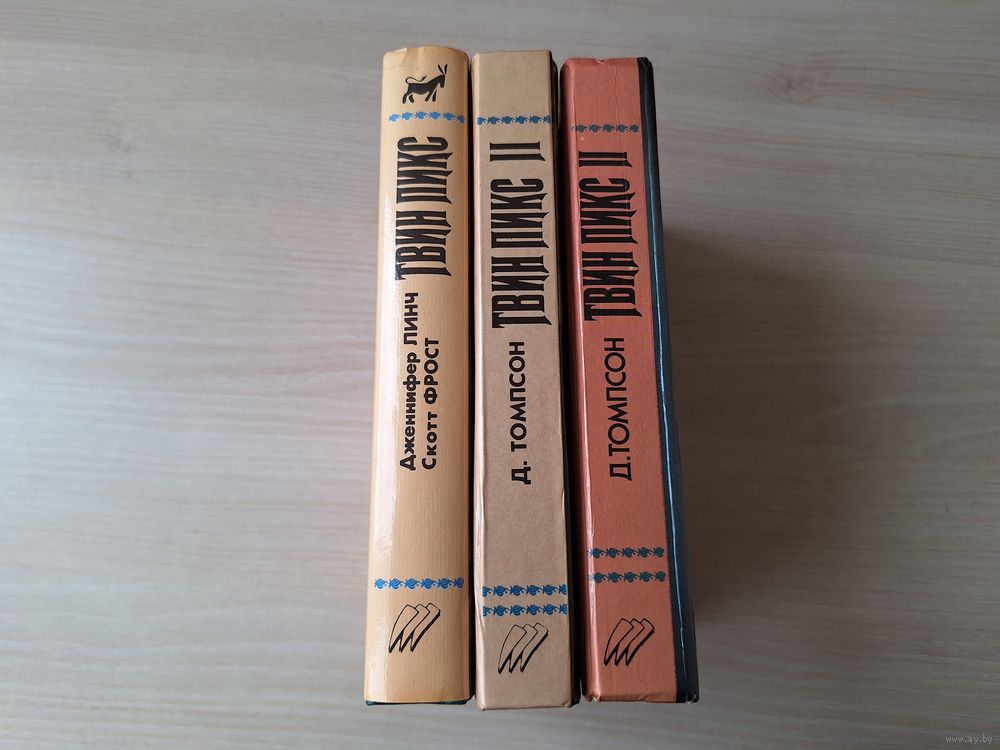 Дженнифер ЛИНЧ
Скотт ФРОСТ
ТВИН ПИКС
Д. ТОМПСОН
ТВИН ПИКС II
Д.ТОМПСОН
ТВИН ПИКС II
www.ay.by